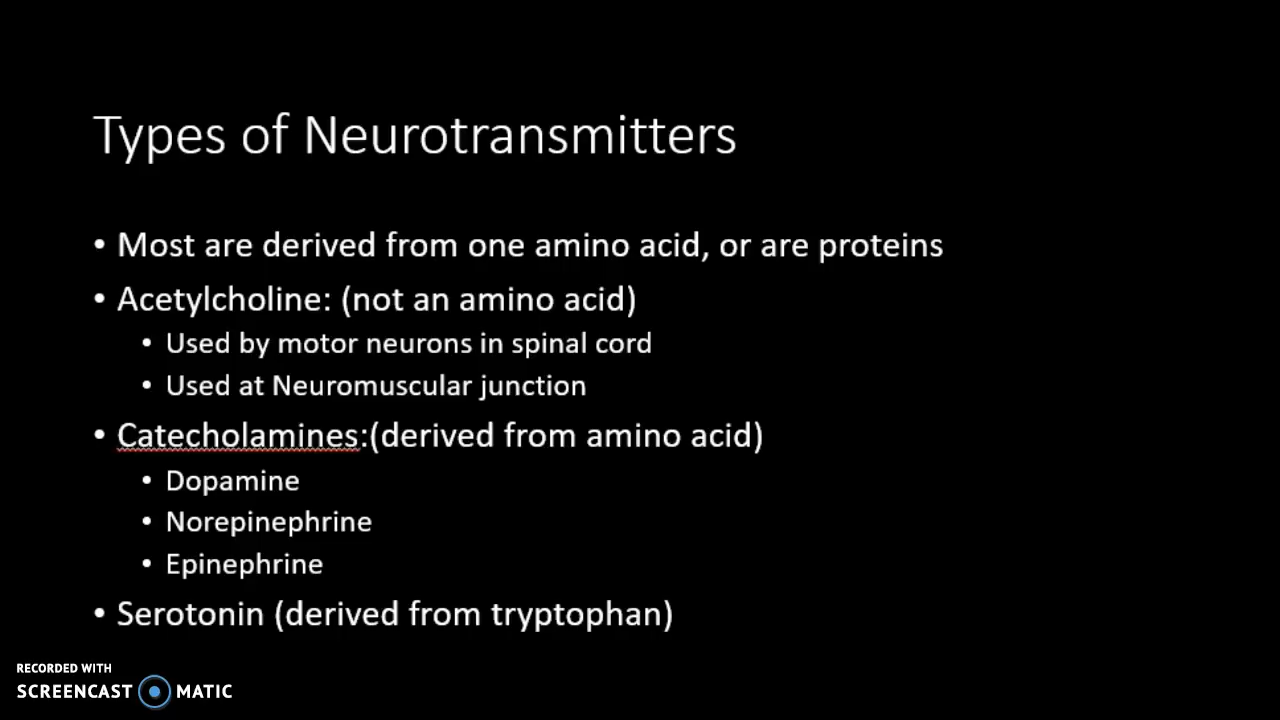 Types of Neurotransmitters
• Most are derived from one amino acid, or are proteins
• Acetylcholine: (not an amino acid)
• Used by motor neurons in spinal cord
• Used at Neuromuscular junction
• Catecholamines:(derived from amino acid)
• Dopamine
• Norepinephrine
• Epinephrine
• Serotonin (derived from tryptophan)
RECORDED WITH
SCREENCAST MATIC